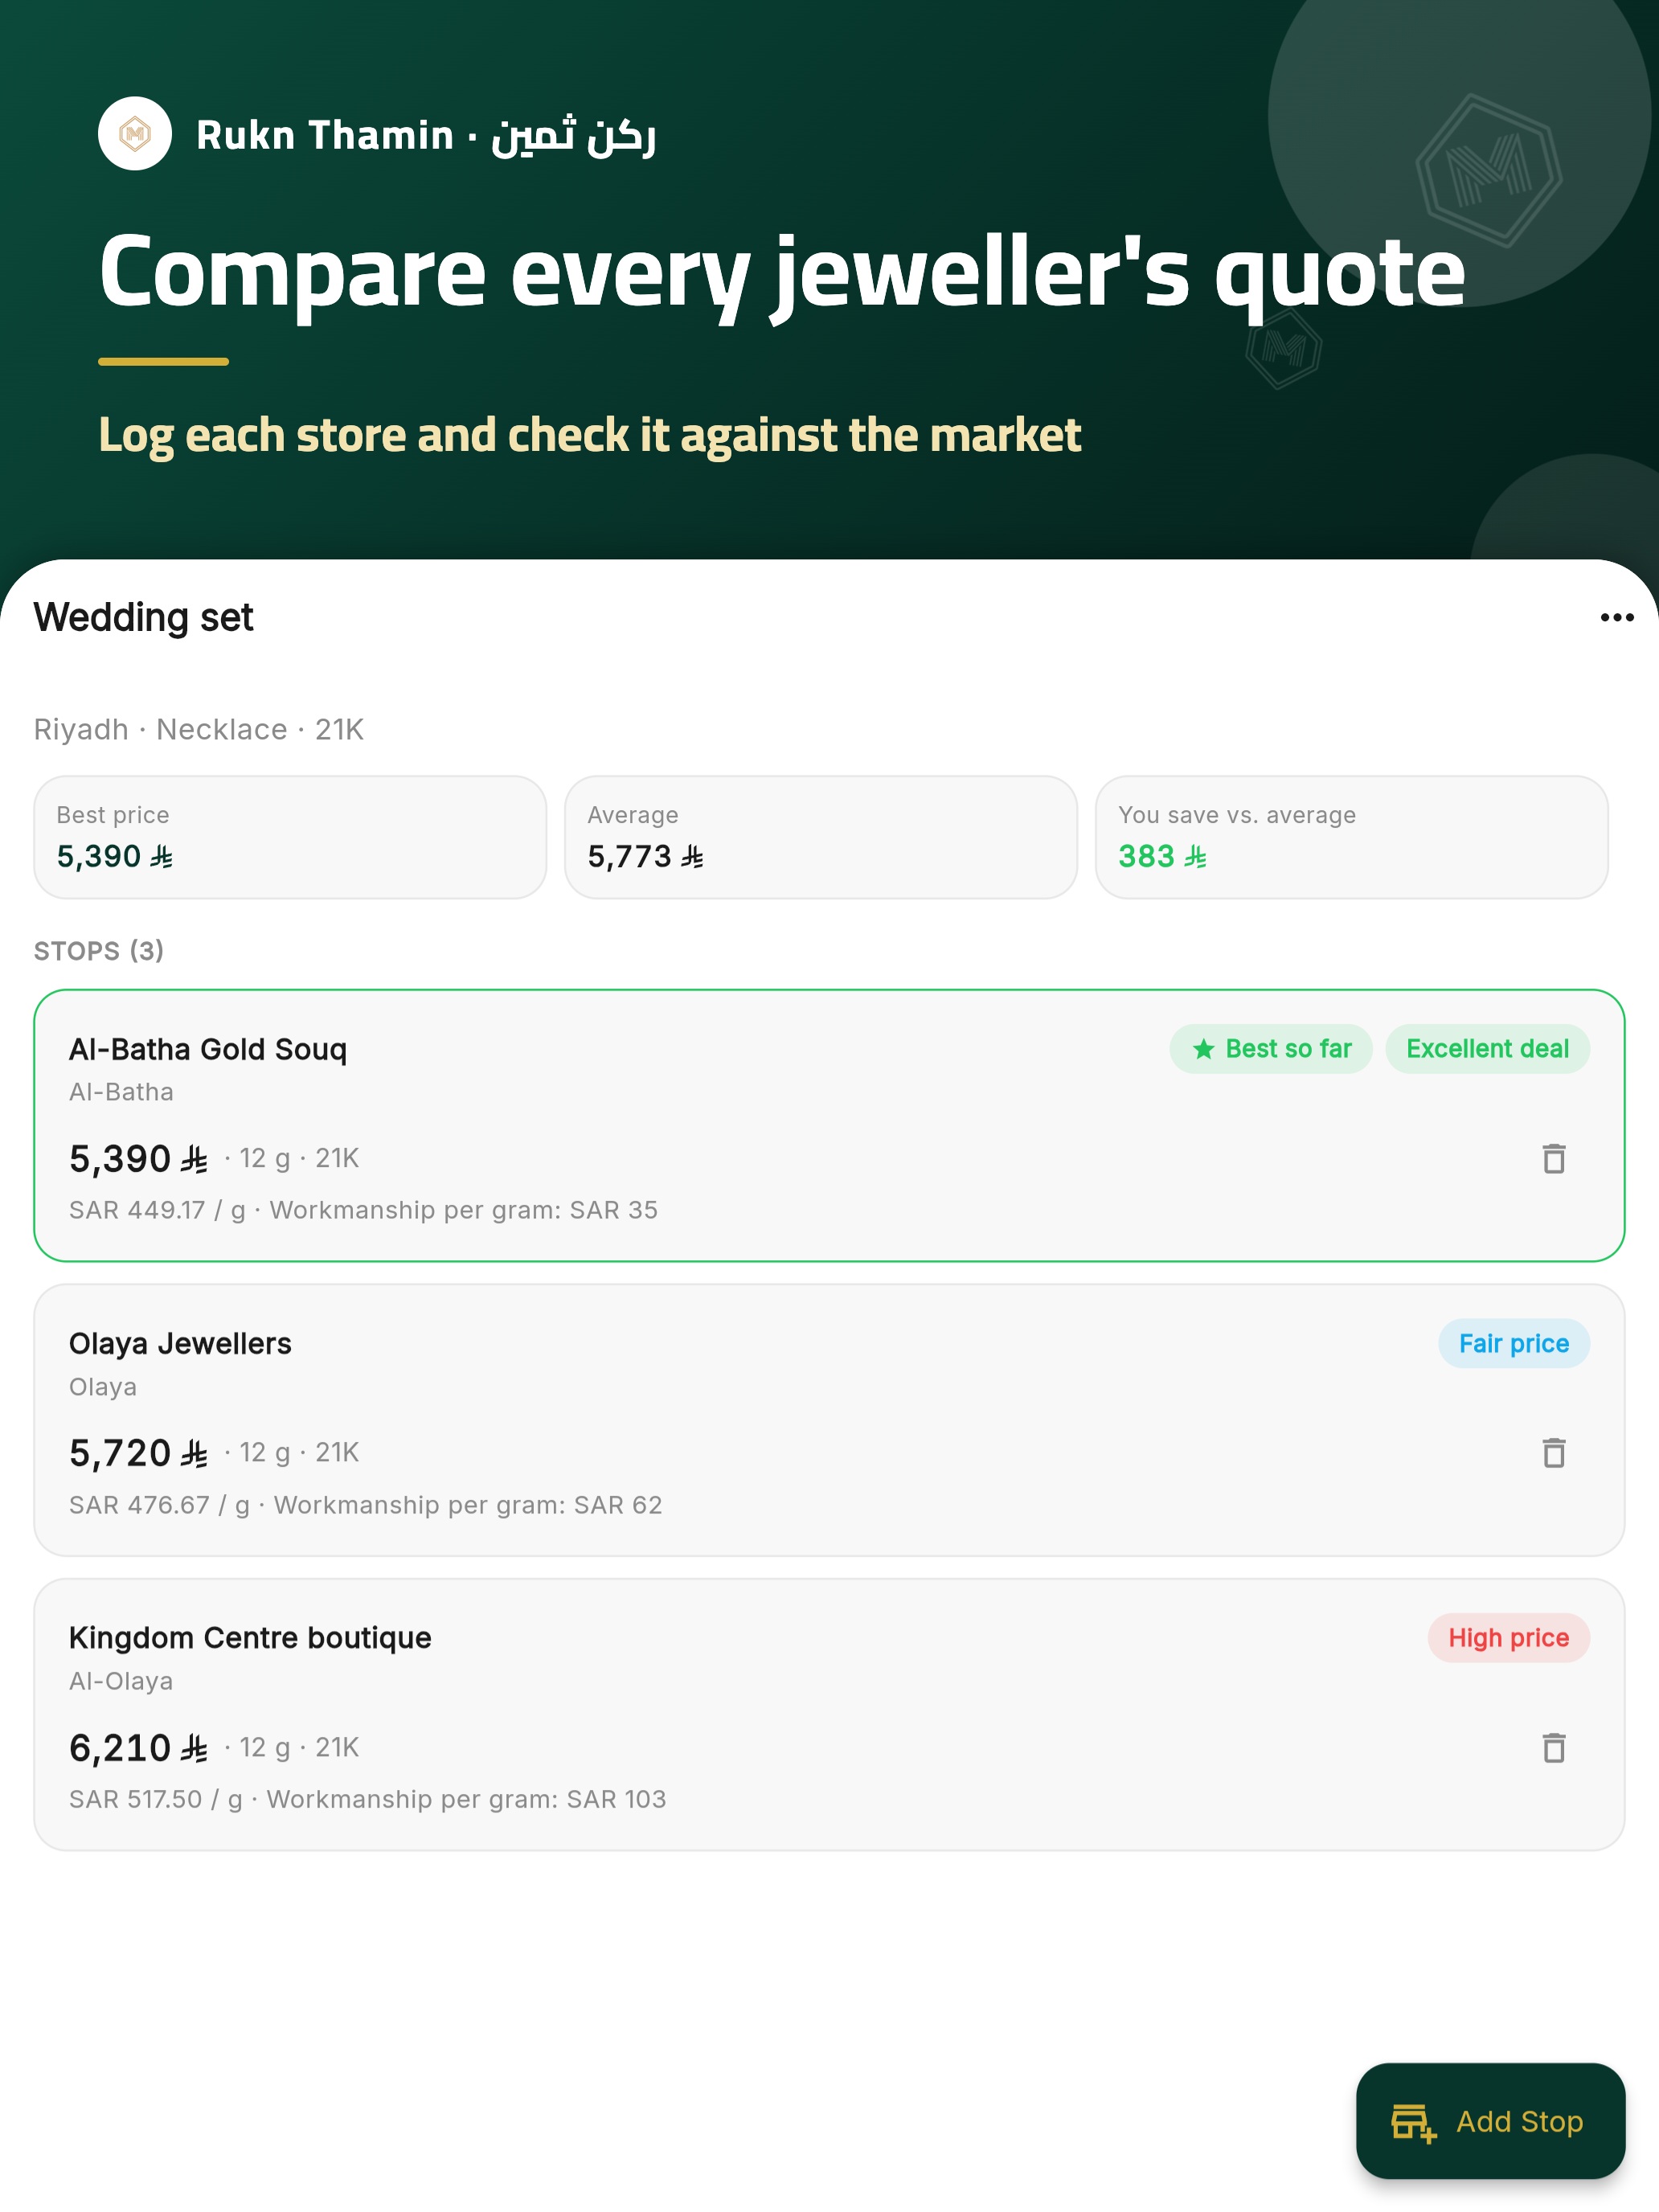 Rukn Thamin · ركن ثمين
Compare every jeweller's quote
Log each store and check it against the market
Wedding set
Riyadh · Necklace · 21K
Best price
5,390 ⃁
Average
5,773 ⃁
You save vs. average
383 ⃁
STOPS (3)
Al-Batha Gold Souq
Best so far
Excellent deal
Al-Batha
5,390 ⃁ · 12 g · 21K
SAR 449.17 / g · Workmanship per gram: SAR 35
Olaya Jewellers
Fair price
Olaya
5,720 ⃁ · 12 g · 21K
SAR 476.67 / g · Workmanship per gram: SAR 62
Kingdom Centre boutique
High price
Al-Olaya
6,210 ⃁ · 12 g · 21K
SAR 517.50 / g · Workmanship per gram: SAR 103
Add Stop